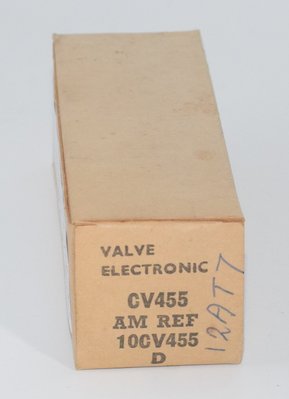 VALVE
ELECTRONIC
CV455
AM REF
10CV455
D
12AT7